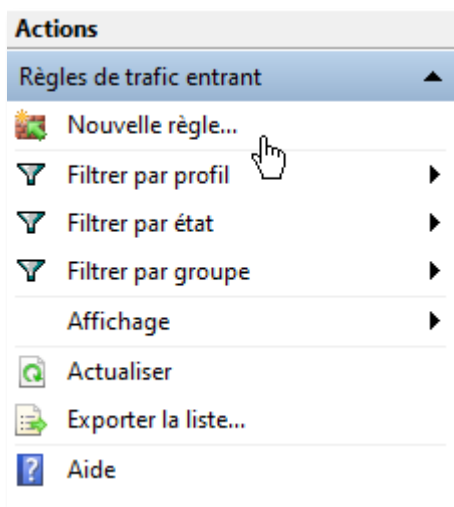 Actions
Règles de trafic entrant
Nouvelle règle...
Filtrer par profil
Filtrer par état
Filtrer par groupe
Affichage
Actualiser
Exporter la liste...
Aide